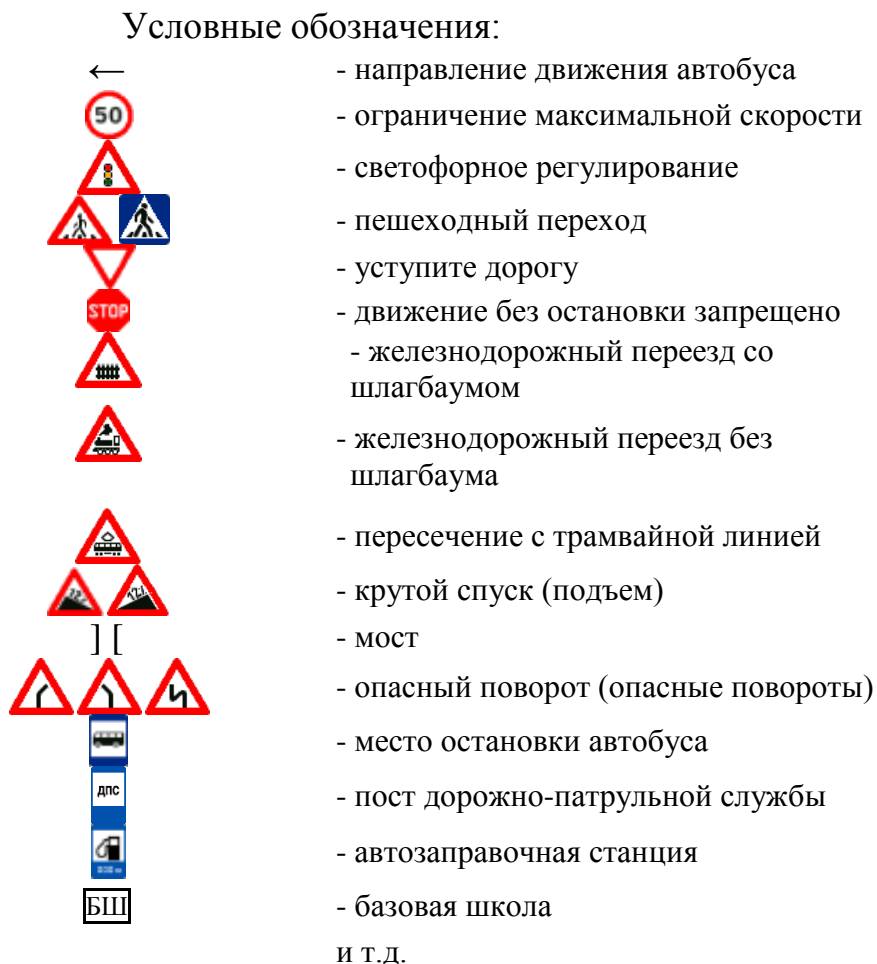 Условные обозначения:
← - направление движения автобуса
50 - ограничение максимальной скорости
- светофорное регулирование
- пешеходный переход
- уступите дорогу
STOP - движение без остановки запрещено
- железнодорожный переезд со
шлагбаумом
- железнодорожный переезд без
шлагбаума
- пересечение с трамвайной линией
- крутой спуск (подъем)
] [ - мост
- опасный поворот (опасные повороты)
- место остановки автобуса
ДПС - пост дорожно-патрульной службы
- автозаправочная станция
БШ - базовая школа
и т.д.